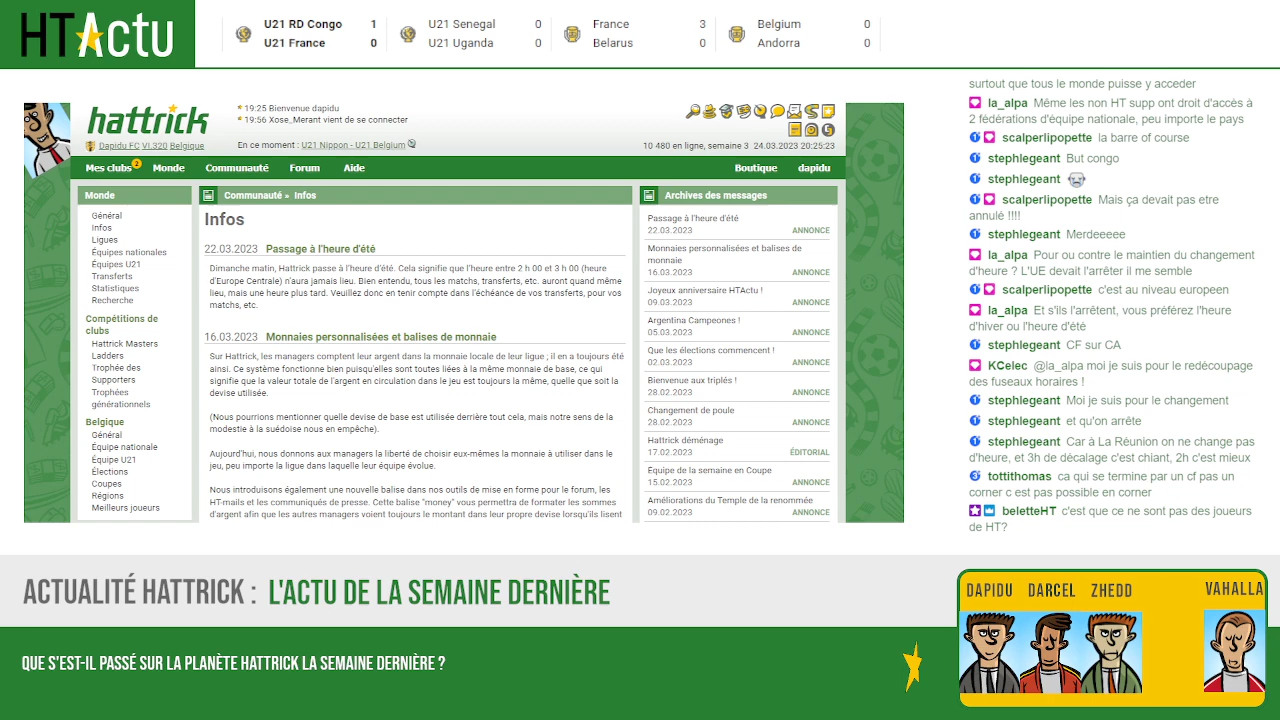 HTActu
U21 RD Congo 1
U21 France 0
U21 Senegal 0
U21 Uganda 0
France 3
Belarus 0
Belgium 0
Andorra 0
hattrick
19:25 Bienvenue dapidu
19:56 Xose_Merant vient de se connecter
Dapidu FC VI.320 Belgique
En ce moment : U21 Nippon - U21 Belgium
10 480 en ligne, semaine 3 24.03.2023 20:25:23
Mes clubs 2 Monde Communauté Forum Aide Boutique dapidu
Monde
Général
Infos
Ligues
Équipes nationales
Équipes U21
Transferts
Statistiques
Recherche
Compétitions de
clubs
Hattrick Masters
Ladders
Trophée des
Supporters
Trophées
générationnels
Belgique
Général
Équipe nationale
Équipe U21
Élections
Coupes
Régions
Meilleurs joueurs
Communauté » Infos
Infos
22.03.2023 Passage à l'heure d'été
Dimanche matin, Hattrick passe à l'heure d'été. Cela signifie que l'heure entre 2 h 00 et 3 h 00 (heure
d'Europe Centrale) n'aura jamais lieu. Bien entendu, tous les matchs, transferts, etc. auront quand même
lieu, mais une heure plus tard. Veuillez donc en tenir compte dans l'échéance de vos transferts, pour vos
matchs, etc.
16.03.2023 Monnaies personnalisées et balises de monnaie
Sur Hattrick, les managers comptent leur argent dans la monnaie locale de leur ligue ; il en a toujours été
ainsi. Ce système fonctionne bien puisqu'elles sont toutes liées à la même monnaie de base, ce qui
signifie que la valeur totale de l'argent en circulation dans le jeu est toujours la même, quelle que soit la
devise utilisée.
(Nous pourrions mentionner quelle devise de base est utilisée derrière tout cela, mais notre sens de la
modestie à la suédoise nous en empêche).
Aujourd'hui, nous donnons aux managers la liberté de choisir eux-mêmes la monnaie à utiliser dans le
jeu, peu importe la ligue dans laquelle leur équipe évolue.
Nous introduisons également une nouvelle balise dans nos outils de mise en forme pour le forum, les
HT-mails et les communiqués de presse. Cette balise "money" vous permettra de formater les sommes
d'argent afin que les autres managers voient toujours le montant dans leur propre devise lorsqu'ils lisent
Archives des messages
Passage à l'heure d'été
22.03.2023 ANNONCE
Monnaies personnalisées et balises de
monnaie
16.03.2023 ANNONCE
Joyeux anniversaire HTActu !
09.03.2023 ANNONCE
Argentina Campeones !
05.03.2023 ANNONCE
Que les élections commencent !
02.03.2023 ANNONCE
Bienvenue aux triplés !
28.02.2023 ANNONCE
Changement de poule
28.02.2023 ANNONCE
Hattrick déménage
17.02.2023 ÉDITORIAL
Equipe de la semaine en Coupe
15.02.2023 ANNONCE
Améliorations du Temple de la renommée
09.02.2023 ANNONCE
surtout que tous le monde puisse y acceder
la_alpa Même les non HT supp ont droit d'accès à
2 fédérations d'équipe nationale, peu importe le pays
scalperlipopette la barre of course
stephlegeant But congo
stephlegeant
scalperlipopette Mais ça devait pas etre
annulé !!!!
stephlegeant Merdeeeee
la_alpa Pour ou contre le maintien du changement
d'heure ? L'UE devait l'arrêter il me semble
scalperlipopette c'est au niveau europeen
la_alpa Et s'ils l'arrêtent, vous préférez l'heure
d'hiver ou l'heure d'été
stephlegeant CF sur CA
KCelec @la_alpa moi je suis pour le redécoupage
des fuseaux horaires !
stephlegeant Moi je suis pour le changement
stephlegeant et qu'on arrête
stephlegeant Car à La Réunion on ne change pas
d'heure, et 3h de décalage c'est chiant, 2h c'est mieux
tottithomas ca qui se termine par un cf pas un
corner c est pas possible en corner
beletteHT c'est que ce ne sont pas des joueurs
de HT?
ACTUALITÉ HATTRICK : L'ACTU DE LA SEMAINE DERNIÈRE
QUE S'EST-IL PASSÉ SUR LA PLANÈTE HATTRICK LA SEMAINE DERNIÈRE ?
DAPIDU DARCEL ZHEDD VAHALLA